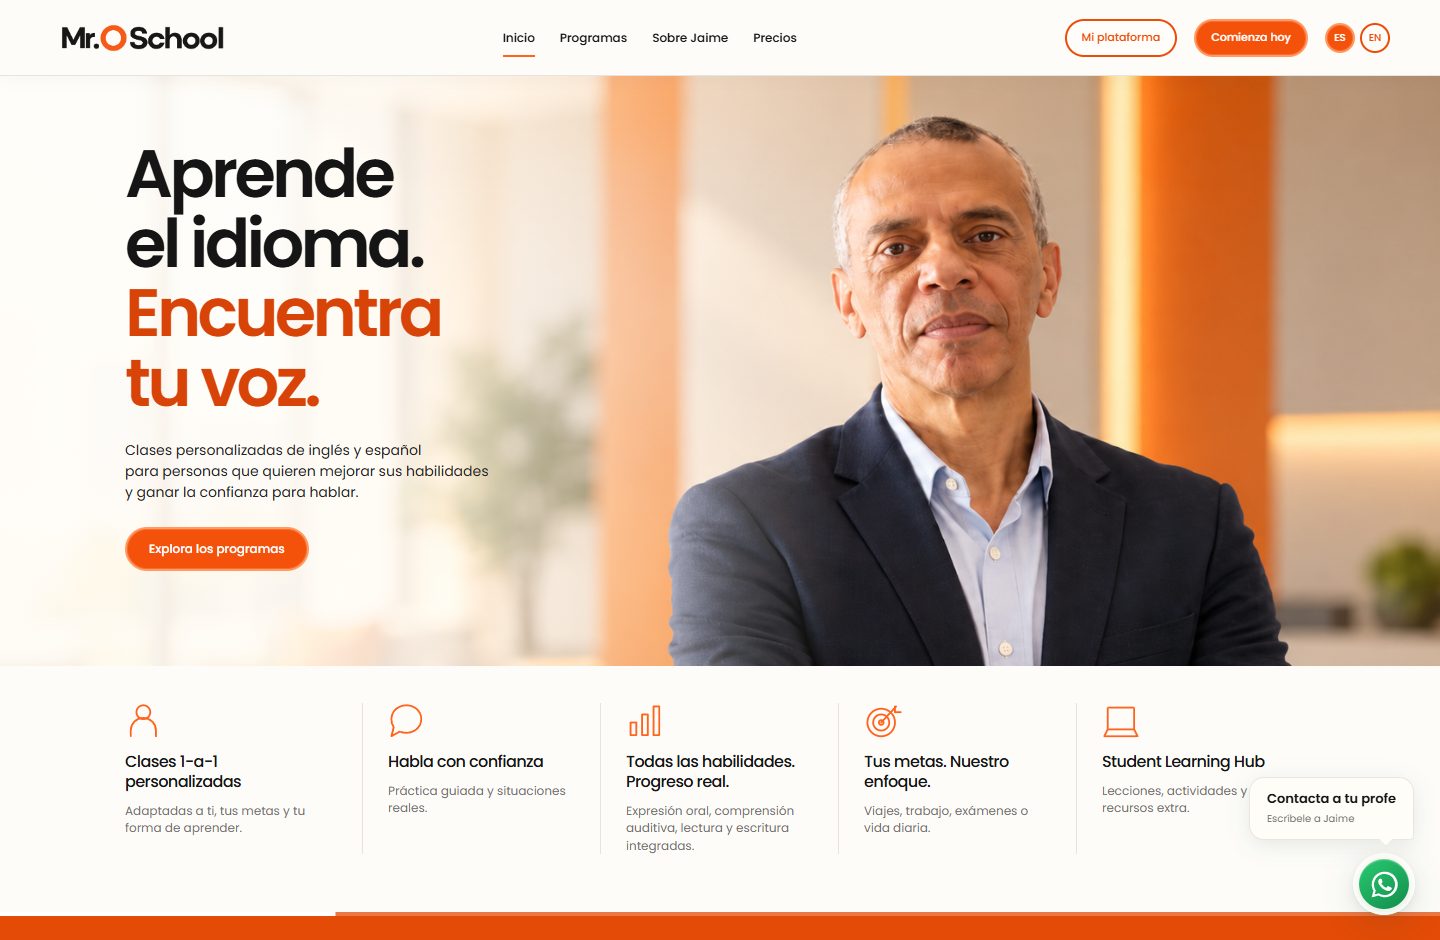 Mr. O School
Inicio
Programas
Sobre Jaime
Precios
Mi plataforma
Comienza hoy
ES
EN
Aprende
el idioma.
Encuentra
tu voz.
Clases personalizadas de inglés y español
para personas que quieren mejorar sus habilidades
y ganar la confianza para hablar.
Explora los programas
Clases 1-a-1
personalizadas
Adaptadas a ti, tus metas y tu
forma de aprender.
Habla con confianza
Práctica guiada y situaciones
reales.
Todas las habilidades.
Progreso real.
Expresión oral, comprensión
auditiva, lectura y escritura
integradas.
Tus metas. Nuestro
enfoque.
Viajes, trabajo, exámenes o
vida diaria.
Student Learning Hub
Lecciones, actividades y
recursos extra.
Contacta a tu profe
Escríbele a Jaime